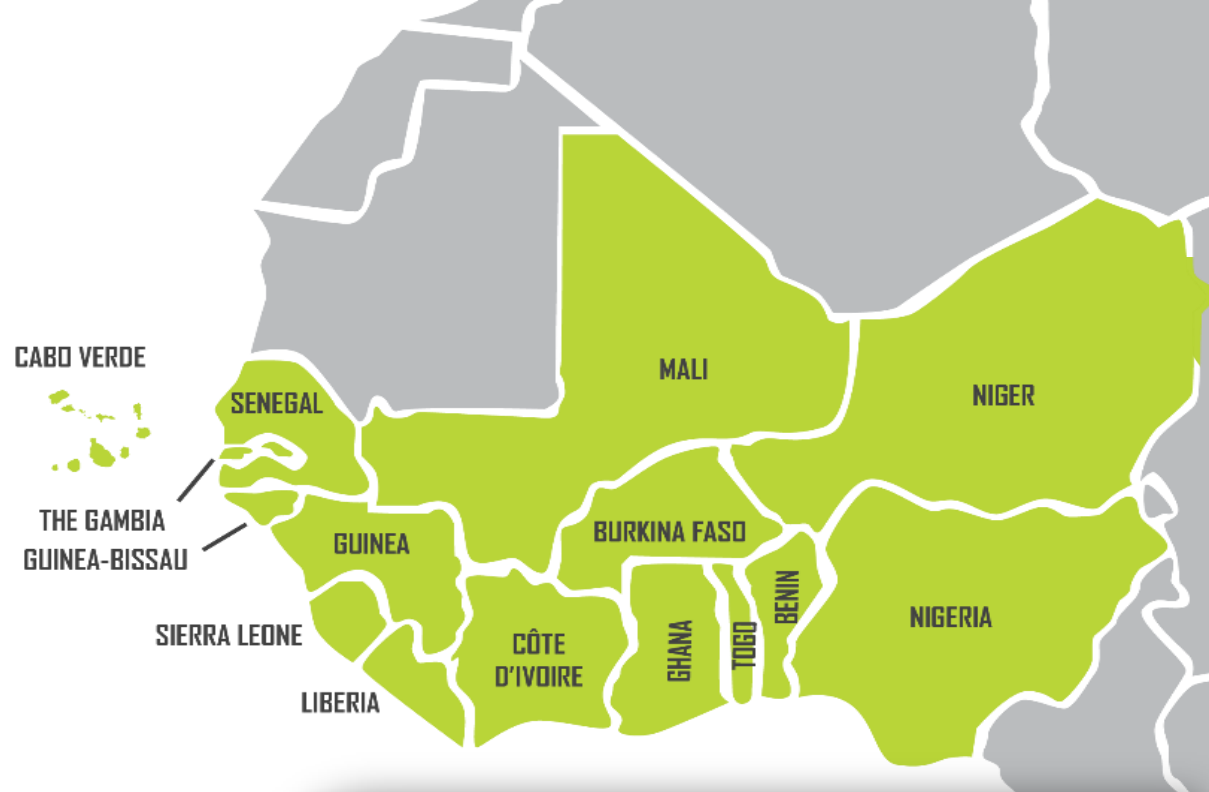 CABO VERDE
SENEGAL
MALI
NIGER
THE GAMBIA
GUINEA-BISSAU
GUINEA
BURKINA FASO
SIERRA LEONE
LIBERIA
CÔTE
D'IVOIRE
GHANA
TOGO
BENIN
NIGERIA